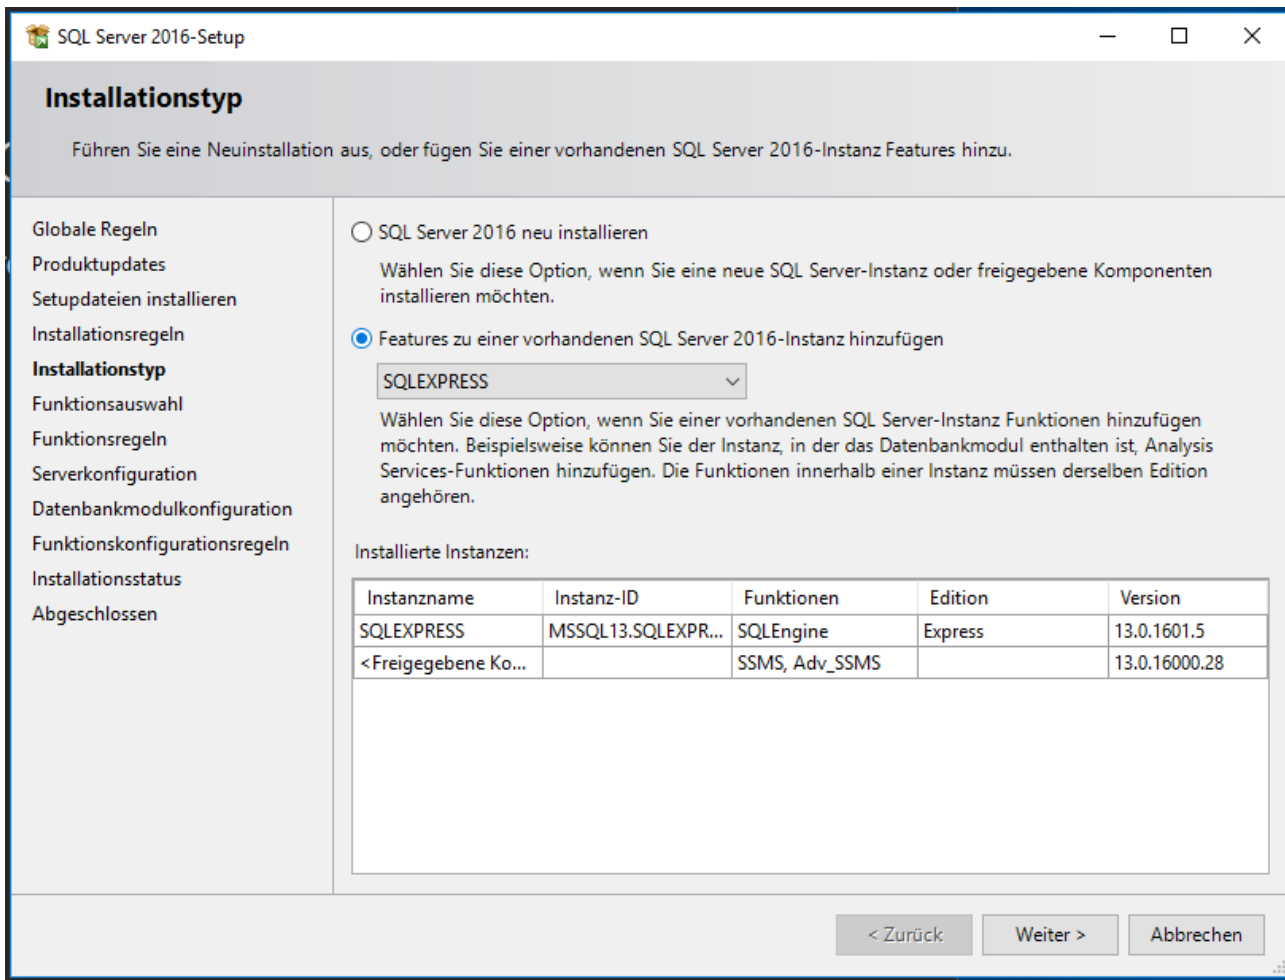 SQL Server 2016-Setup
Installationstyp
Führen Sie eine Neuinstallation aus, oder fügen Sie einer vorhandenen SQL Server 2016-Instanz Features hinzu.
Globale Regeln
Produktupdates
Setupdateien installieren
Installationsregeln
Installationstyp
Funktionsauswahl
Funktionsregeln
Serverkonfiguration
Datenbankmodulkonfiguration
Funktionskonfigurationsregeln
Installationsstatus
Abgeschlossen
SQL Server 2016 neu installieren
Wählen Sie diese Option, wenn Sie eine neue SQL Server-Instanz oder freigegebene Komponenten
installieren möchten.
Features zu einer vorhandenen SQL Server 2016-Instanz hinzufügen
SQLEXPRESS
Wählen Sie diese Option, wenn Sie einer vorhandenen SQL Server-Instanz Funktionen hinzufügen
möchten. Beispielsweise können Sie der Instanz, in der das Datenbankmodul enthalten ist, Analysis
Services-Funktionen hinzufügen. Die Funktionen innerhalb einer Instanz müssen derselben Edition
angehören.
Installierte Instanzen:
Instanzname Instanz-ID Funktionen Edition Version
SQLEXPRESS MSSQL13.SQLEXPR... SQLEngine Express 13.0.1601.5
<Freigegebene Ko... SSMS, Adv_SSMS 13.0.16000.28
< Zurück Weiter > Abbrechen